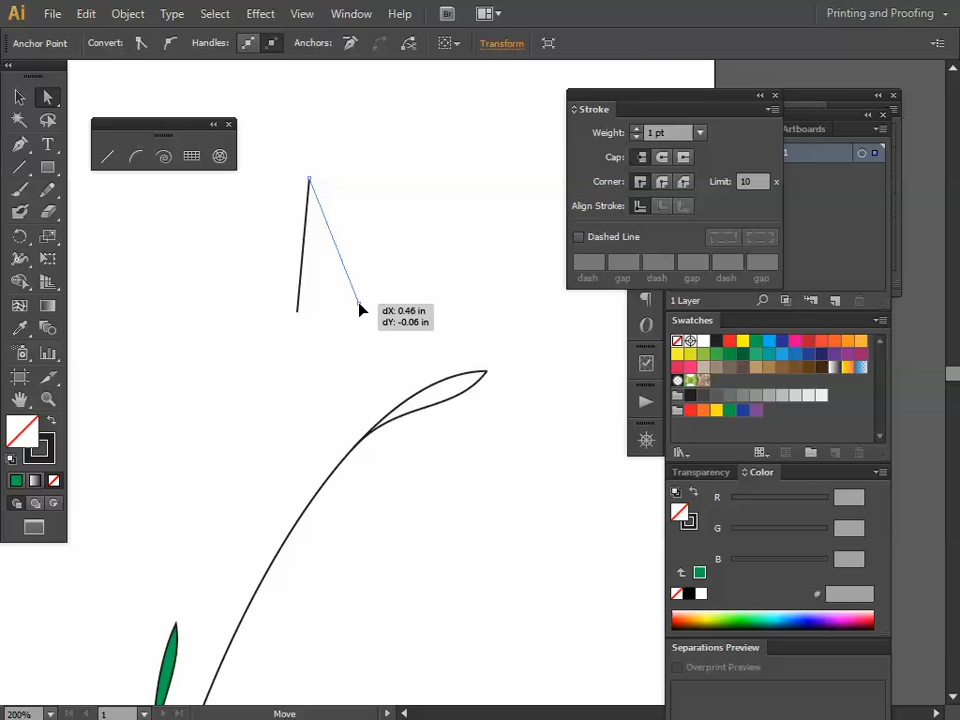 Ai File Edit Object Type Select Effect View Window Help Br Printing and Proofing
Anchor Point Convert: Handles: Anchors: Transform
Stroke
Weight: 1 pt
Cap:
Corner: Limit: 10 x
Align Stroke:
Dashed Line
dash gap dash gap dash gap
Artboards
1
1 Layer
dX: 0.46 in
dY: -0.06 in
Swatches
Transparency Color
R
G
B
#
Separations Preview
Overprint Preview
200% 1 Move